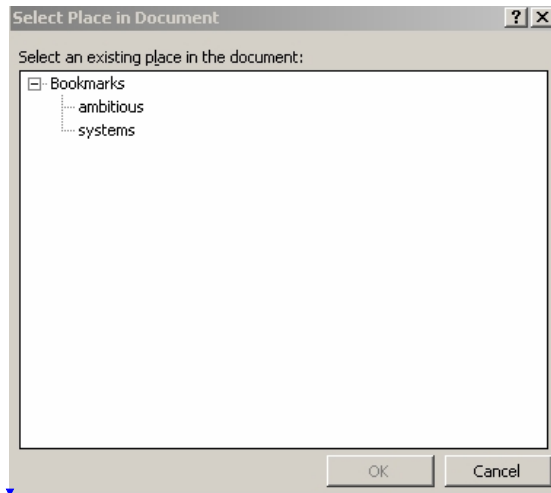 Select Place in Document
Select an existing place in the document:
Bookmarks
ambitious
systems
OK
Cancel